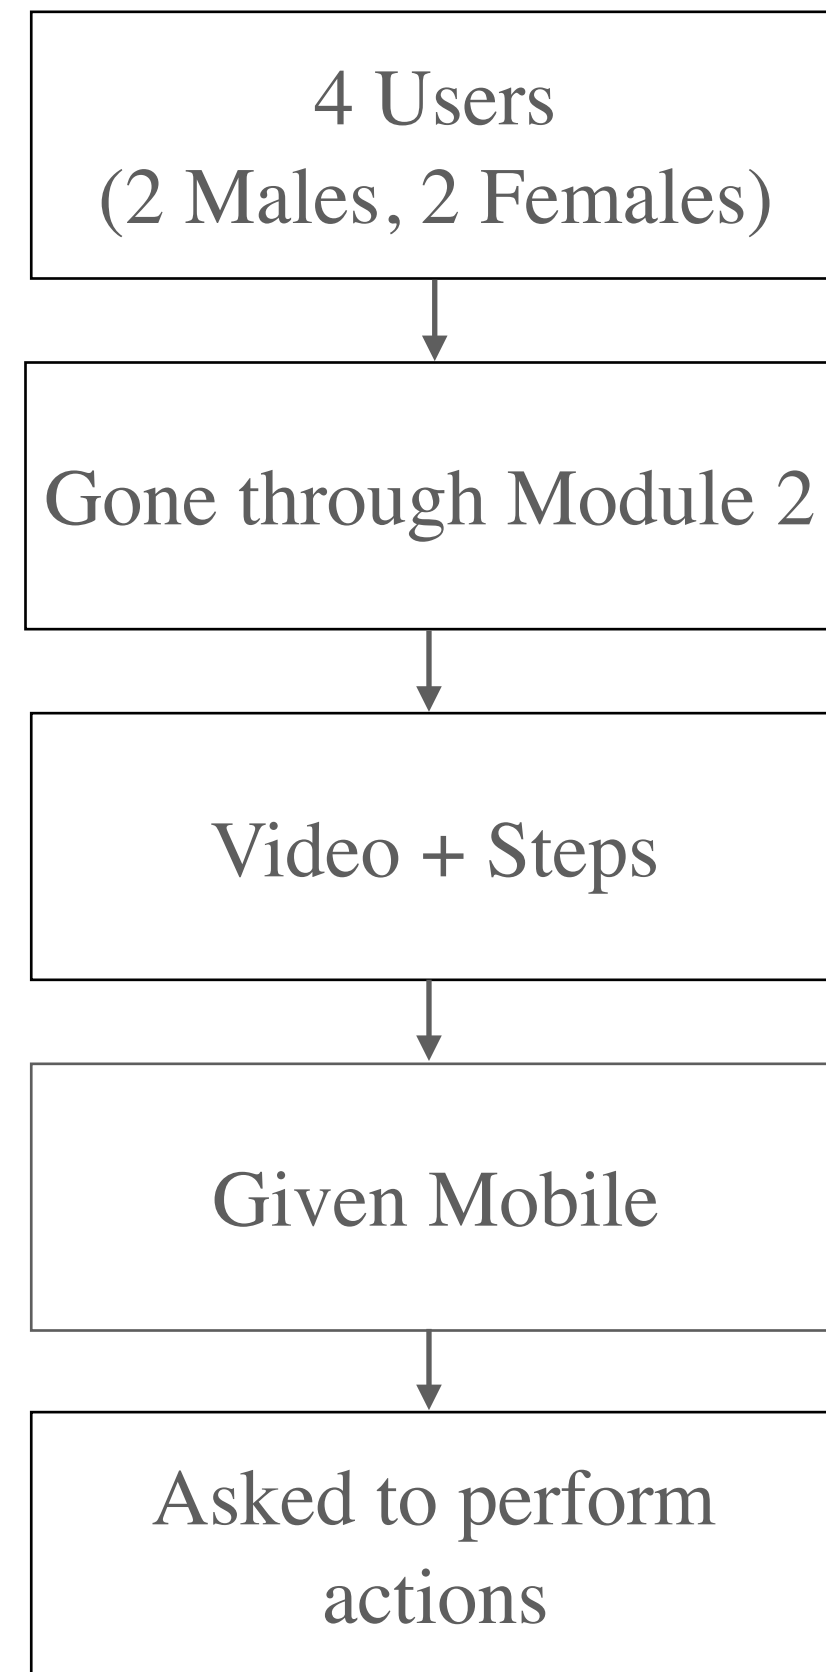 4 Users
(2 Males, 2 Females)
Gone through Module 2
Video + Steps
Given Mobile
Asked to perform
actions